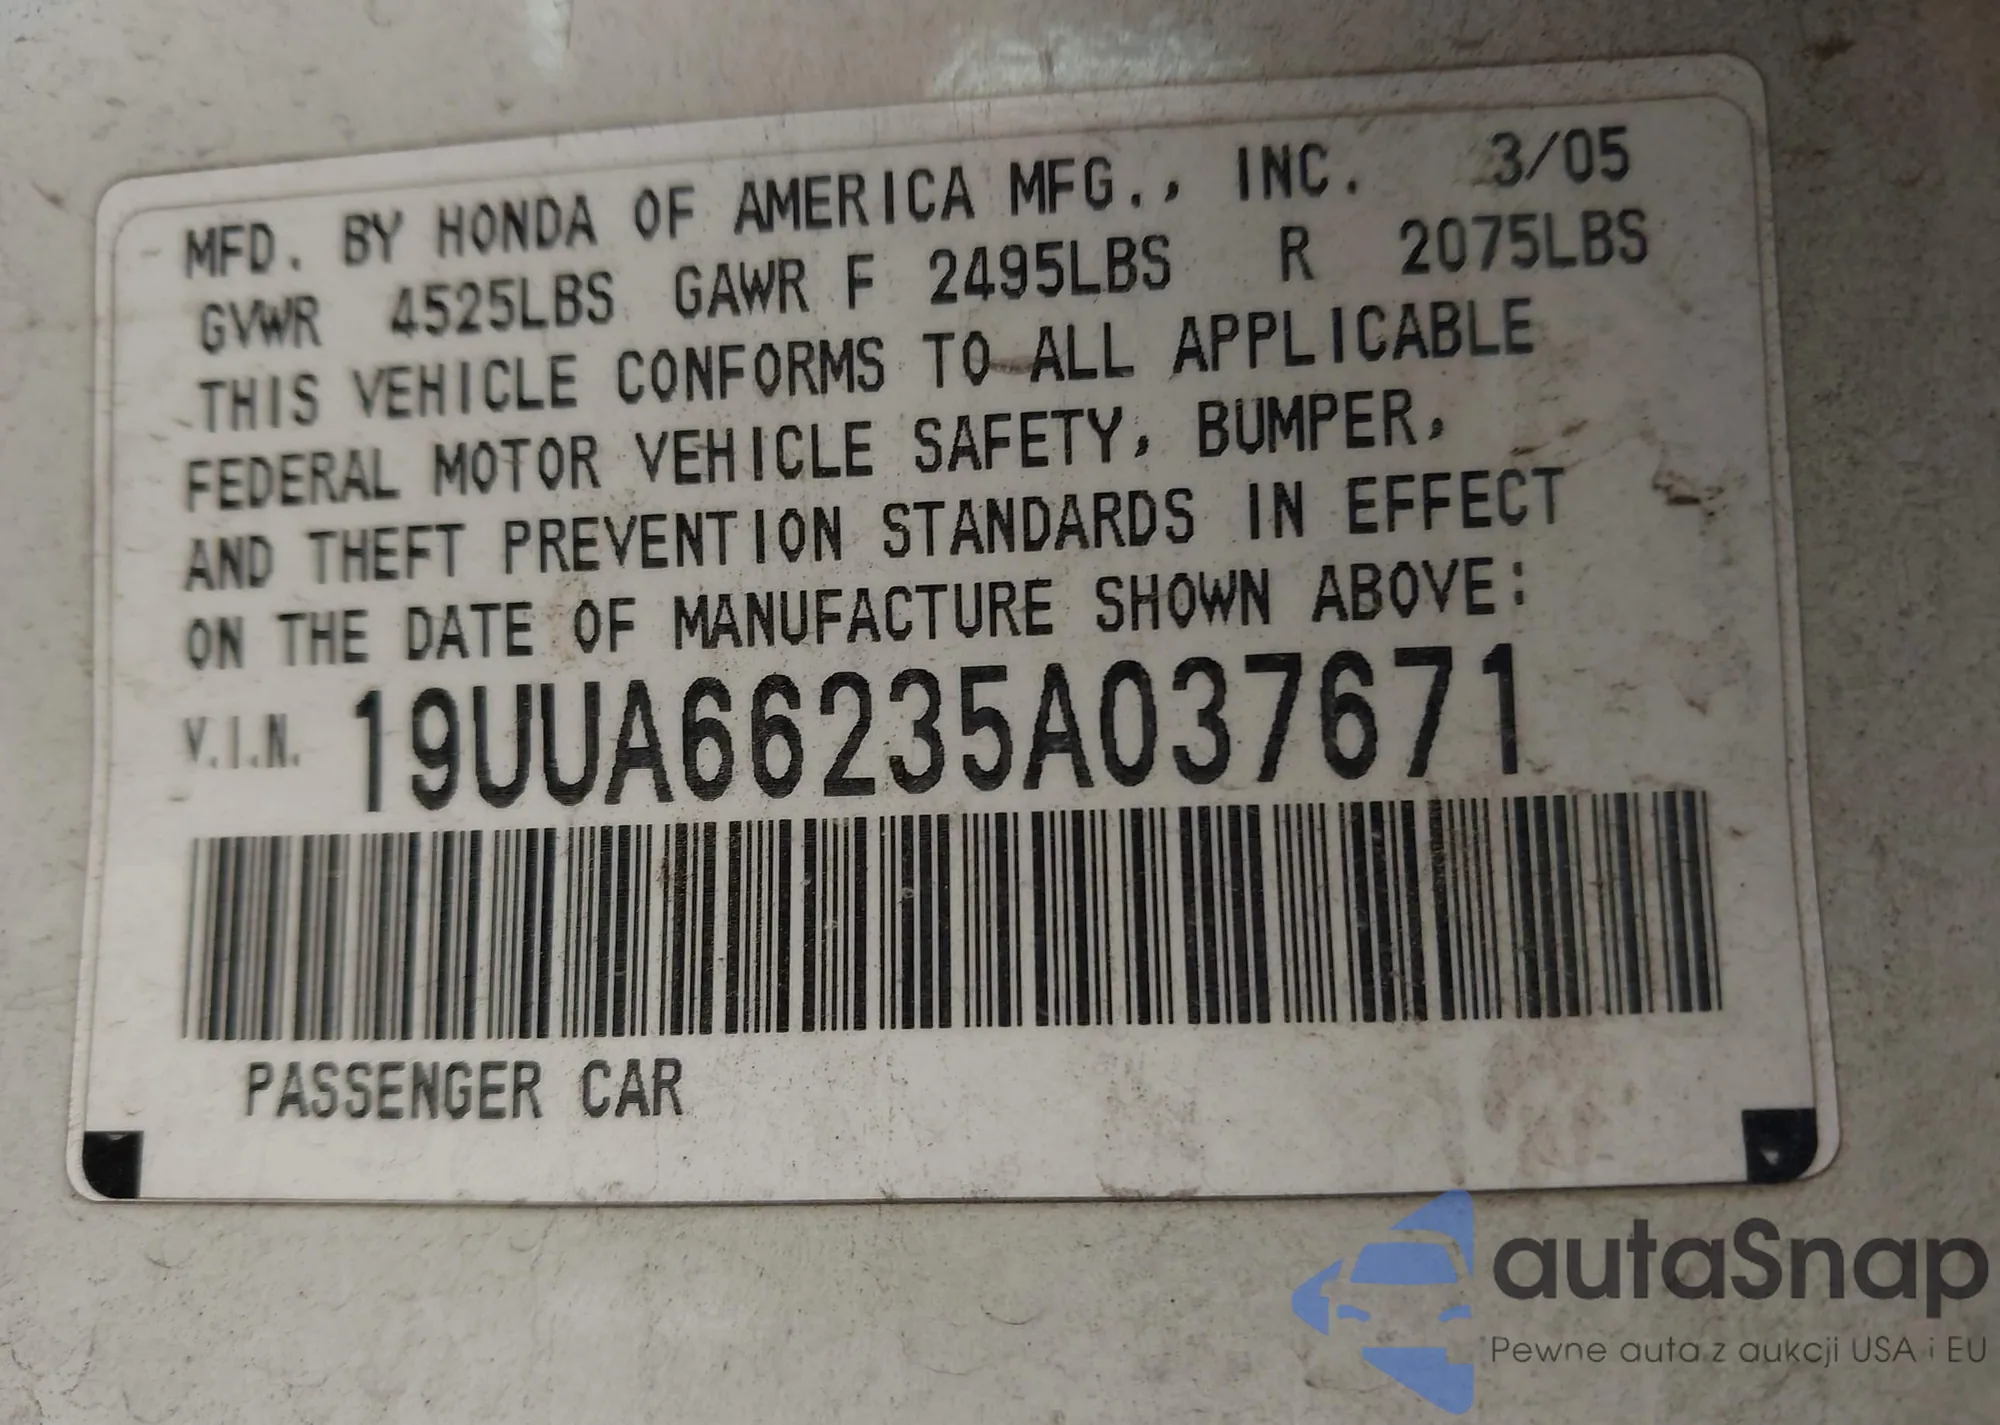 MFD. BY HONDA OF AMERICA MFG., INC. 3/05
GVWR 4525LBS GAWR F 2495LBS R 2075LBS
THIS VEHICLE CONFORMS TO ALL APPLICABLE
FEDERAL MOTOR VEHICLE SAFETY, BUMPER,
AND THEFT PREVENTION STANDARDS IN EFFECT
ON THE DATE OF MANUFACTURE SHOWN ABOVE:
V.I.N. 19UUA66235A037671
PASSENGER CAR
autaSnap
Pewne auta z aukcji USA i EU